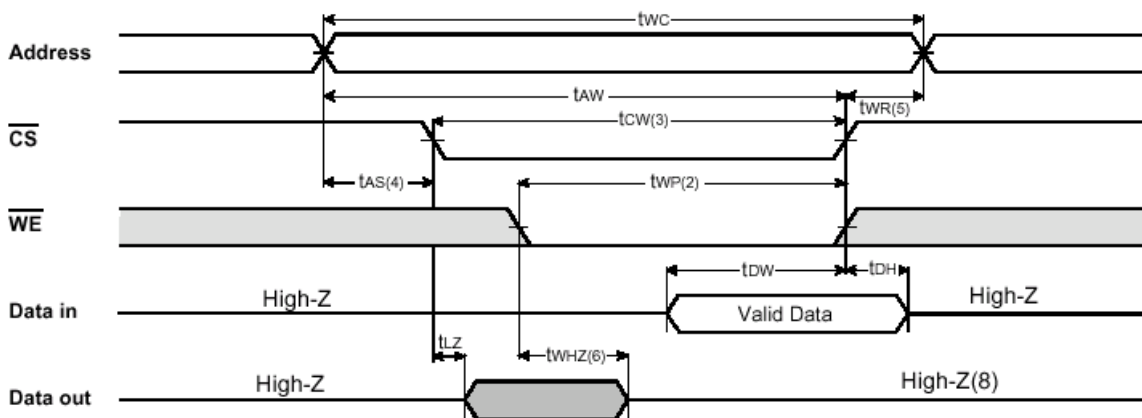 tWC
Address
tAW
tWR(5)
tCW(3)
CS
tAS(4)
tWP(2)
WE
tDW
tDH
High-Z
High-Z
Data in
Valid Data
tLZ
tWHZ(6)
High-Z
High-Z(8)
Data out